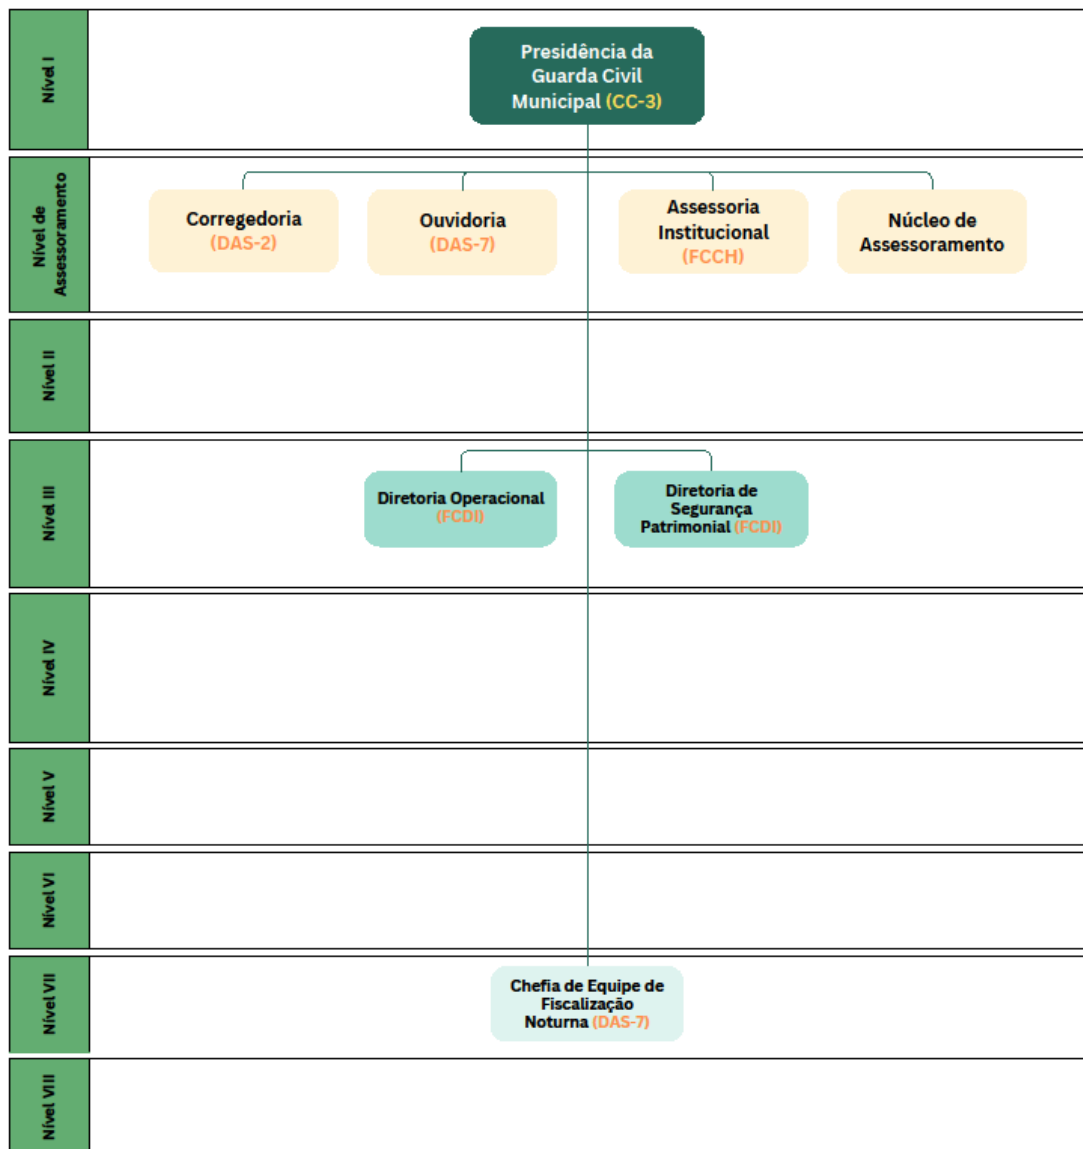 Nível I
Presidência da
Guarda Civil
Municipal (CC-3)
Nível de
Assessoramento
Corregedoria
(DAS-2)
Ouvidoria
(DAS-7)
Assessoria
Institucional
(FCCH)
Núcleo de
Assessoramento
Nível II
Nível III
Diretoria Operacional
(FCDI)
Diretoria de
Segurança
Patrimonial (FCDI)
Nível IV
Nível V
Nível VI
Nível VII
Chefia de Equipe de
Fiscalização
Noturna (DAS-7)
Nível VIII